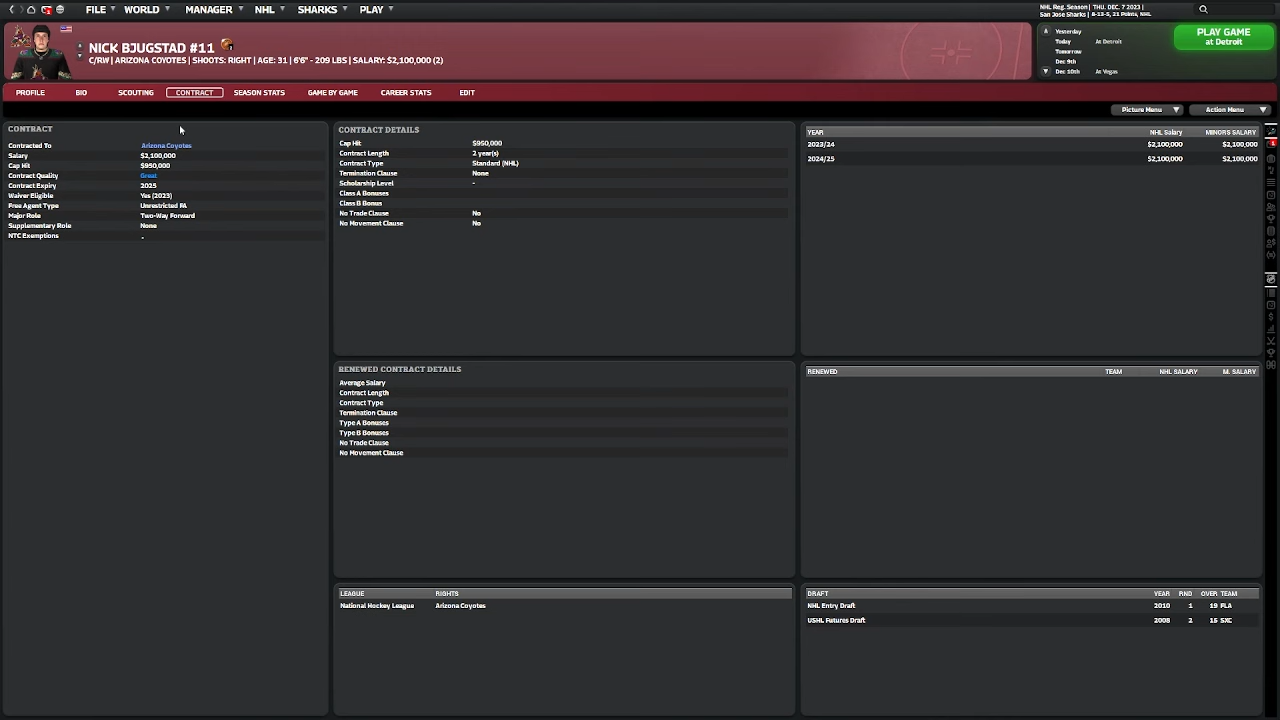 FILE WORLD MANAGER NHL SHARKS PLAY
NHL Reg. Season | THU. DEC. 7 2023 |
San Jose Sharks | 8-13-5, 21 Points, NHL
NICK BJUGSTAD #11
C/RW | ARIZONA COYOTES | SHOOTS: RIGHT | AGE: 31 | 6'6" - 209 LBS | SALARY: $2,100,000 (2)
Yesterday
Today At Detroit
Tomorrow
Dec 9th
Dec 10th At Vegas
PLAY GAME
at Detroit
PROFILE BIO SCOUTING CONTRACT SEASON STATS GAME BY GAME CAREER STATS EDIT
Picture Menu Action Menu
CONTRACT
Contracted To Arizona Coyotes
Salary $2,100,000
Cap Hit $950,000
Contract Quality Great
Contract Expiry 2025
Waiver Eligible Yes (2023)
Free Agent Type Unrestricted FA
Major Role Two-Way Forward
Supplementary Role None
NTC Exemptions -
CONTRACT DETAILS
Cap Hit $950,000
Contract Length 2 year(s)
Contract Type Standard (NHL)
Termination Clause None
Scholarship Level -
Class A Bonuses
Class B Bonus
No Trade Clause No
No Movement Clause No
YEAR NHL Salary MINORS SALARY
2023/24 $2,100,000 $2,100,000
2024/25 $2,100,000 $2,100,000
RENEWED CONTRACT DETAILS
Average Salary
Contract Length
Contract Type
Termination Clause
Type A Bonuses
Type B Bonuses
No Trade Clause
No Movement Clause
RENEWED TEAM NHL SALARY M. SALARY
LEAGUE RIGHTS
National Hockey League Arizona Coyotes
DRAFT YEAR RND OVER TEAM
NHL Entry Draft 2010 1 19 FLA
USHL Futures Draft 2008 2 15 SXC